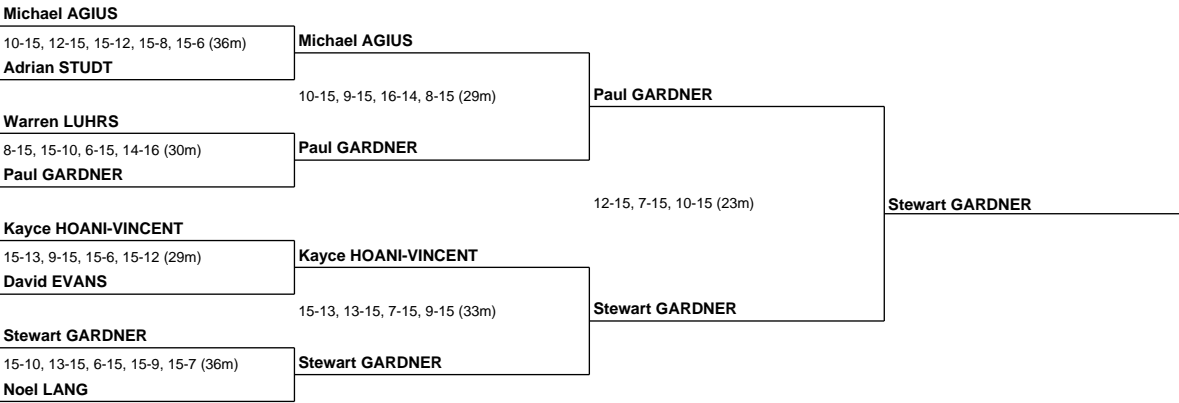 Michael AGIUS
10-15, 12-15, 15-12, 15-8, 15-6 (36m)
Adrian STUDT
Warren LUHRS
8-15, 15-10, 6-15, 14-16 (30m)
Paul GARDNER
Kayce HOANI-VINCENT
15-13, 9-15, 15-6, 15-12 (29m)
David EVANS
Stewart GARDNER
15-10, 13-15, 6-15, 15-9, 15-7 (36m)
Noel LANG
Michael AGIUS
10-15, 9-15, 16-14, 8-15 (29m)
Paul GARDNER
Kayce HOANI-VINCENT
15-13, 13-15, 7-15, 9-15 (33m)
Stewart GARDNER
Paul GARDNER
12-15, 7-15, 10-15 (23m)
Stewart GARDNER
Stewart GARDNER